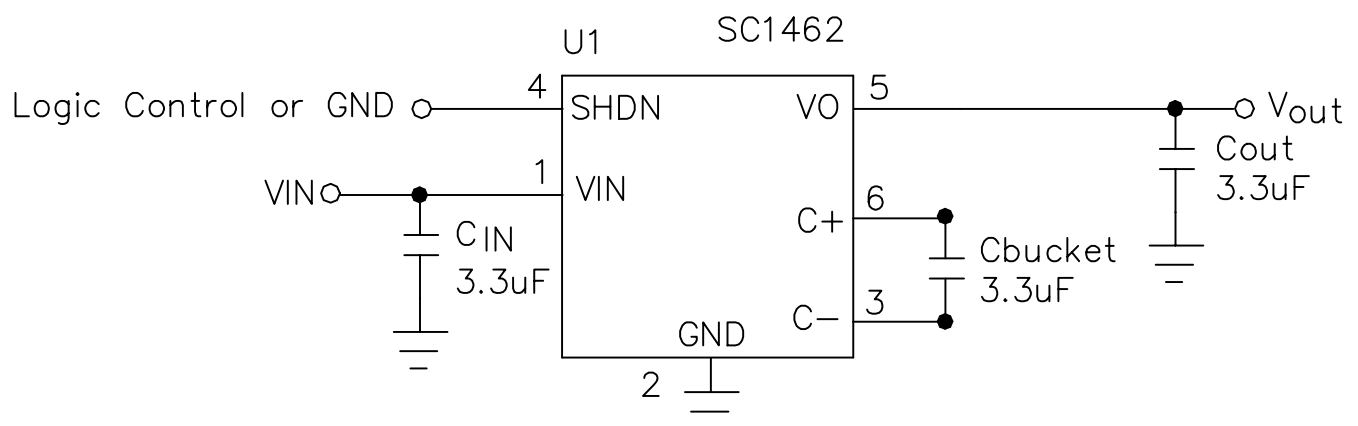 SC1462
U1
Logic Control or GND
4
SHDN
VO
5
Vout
VIN
1
VIN
CIN
3.3uF
C+
6
Cbucket
3.3uF
Cout
3.3uF
C-
3
GND
2